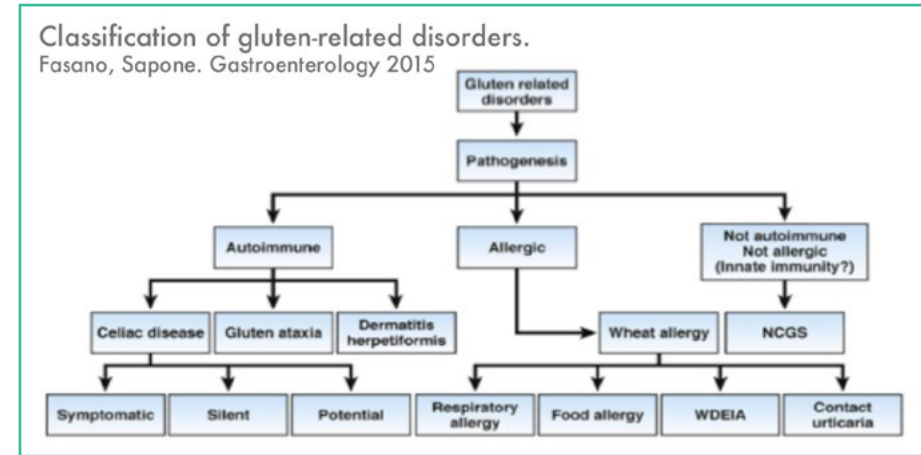 Classification of gluten-related disorders.
Fasano, Sapone. Gastroenterology 2015
Gluten related
disorders
Pathogenesis
Autoimmune
Allergic
Not autoimmune
Not allergic
(Innate immunity?)
Celiac disease
Gluten ataxia
Dermatitis
herpetiformis
Wheat allergy
NCGS
Symptomatic
Silent
Potential
Respiratory
allergy
Food allergy
WDEIA
Contact
urticaria